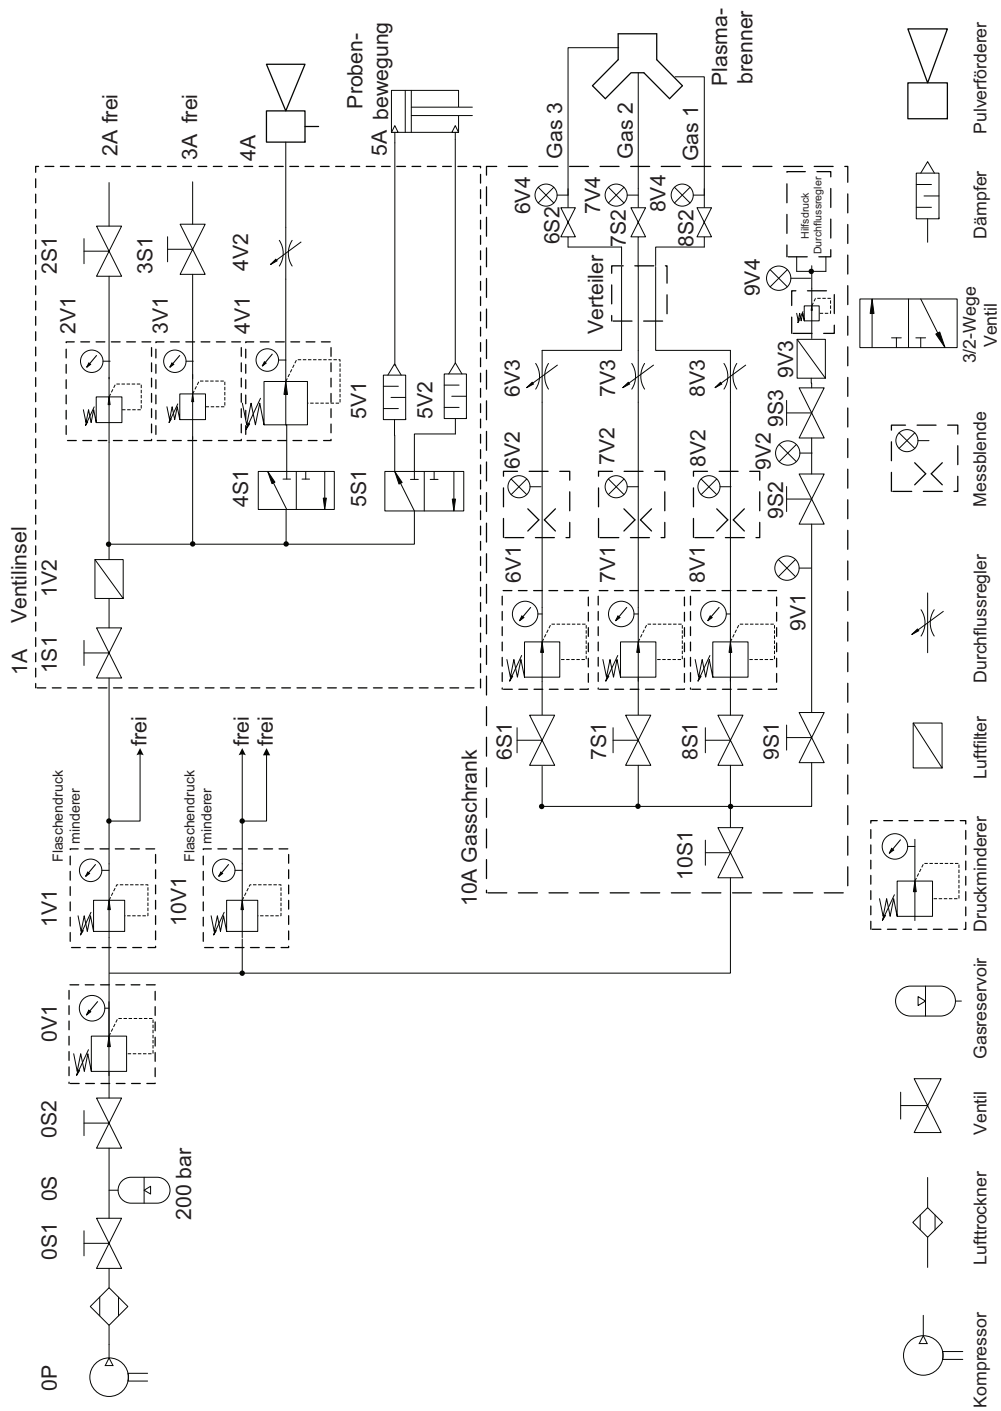 0P
0S1
0S
200 bar
0S2
0V1
1V1
Flaschendruck
minderer
frei
10V1
Flaschendruck
minderer
frei
frei
1A Ventilinsel
1S1
1V2
2V1
2S1
2A frei
3V1
3S1
3A frei
4S1
4V1
4V2
4A
5S1
5V1
5V2
5A
Proben-
bewegung
10A Gasschrank
10S1
6S1
6V1
6V2
6V3
7S1
7V1
7V2
7V3
8S1
8V1
8V2
8V3
Verteiler
6S2
6V4
Gas 3
7S2
7V4
Gas 2
8S2
8V4
Gas 1
Plasma-
brenner
9S1
9V1
9S2
9V2
9S3
9V3
9V4
Hilfsdruck
Durchflussregler
Kompressor
Lufttrockner
Ventil
Gasreservoir
Druckminderer
Luftfilter
Durchflussregler
Messblende
3/2-Wege
Ventil
Dämpfer
Pulverförderer